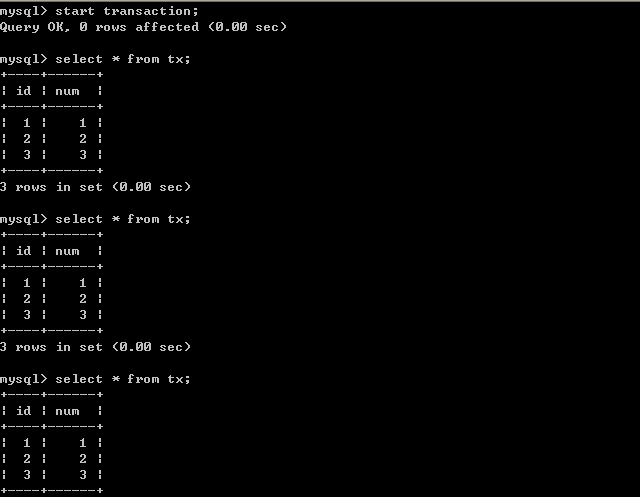 mysql> start transaction;
Query OK, 0 rows affected (0.00 sec)
mysql> select * from tx;
+----+------+
¦ id ¦ num  ¦
+----+------+
¦  1 ¦    1 ¦
¦  2 ¦    2 ¦
¦  3 ¦    3 ¦
+----+------+
3 rows in set (0.00 sec)
mysql> select * from tx;
+----+------+
¦ id ¦ num  ¦
+----+------+
¦  1 ¦    1 ¦
¦  2 ¦    2 ¦
¦  3 ¦    3 ¦
+----+------+
3 rows in set (0.00 sec)
mysql> select * from tx;
+----+------+
¦ id ¦ num  ¦
+----+------+
¦  1 ¦    1 ¦
¦  2 ¦    2 ¦
¦  3 ¦    3 ¦
+----+------+